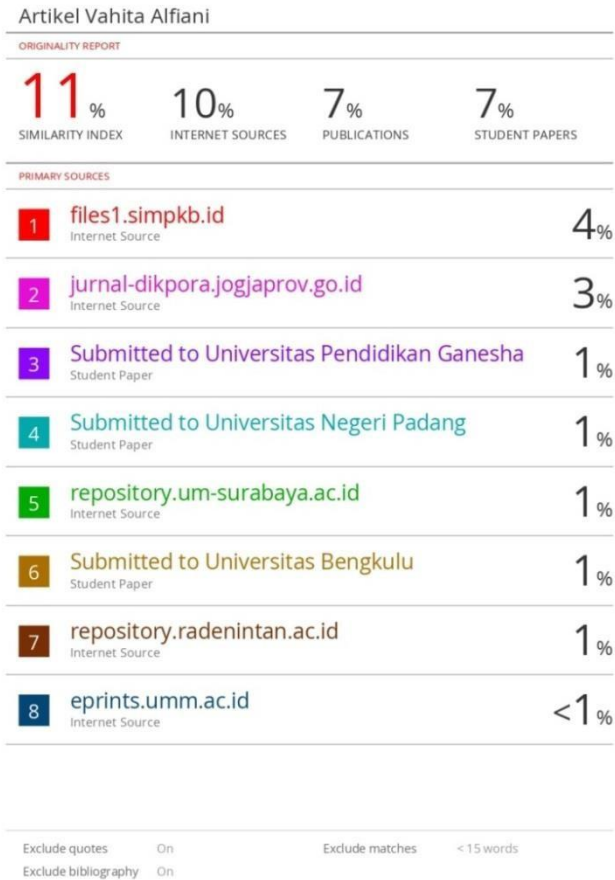 Artikel Vahita Alfiani
ORIGINALITY REPORT
11% 10% 7% 7%
SIMILARITY INDEX INTERNET SOURCES PUBLICATIONS STUDENT PAPERS
PRIMARY SOURCES
1 files1.simpkb.id 4%
Internet Source
2 jurnal-dikpora.jogjaprov.go.id 3%
Internet Source
3 Submitted to Universitas Pendidikan Ganesha 1%
Student Paper
4 Submitted to Universitas Negeri Padang 1%
Student Paper
5 repository.um-surabaya.ac.id 1%
Internet Source
6 Submitted to Universitas Bengkulu 1%
Student Paper
7 repository.radenintan.ac.id 1%
Internet Source
8 eprints.umm.ac.id <1%
Internet Source
Exclude quotes On Exclude matches < 15 words
Exclude bibliography On